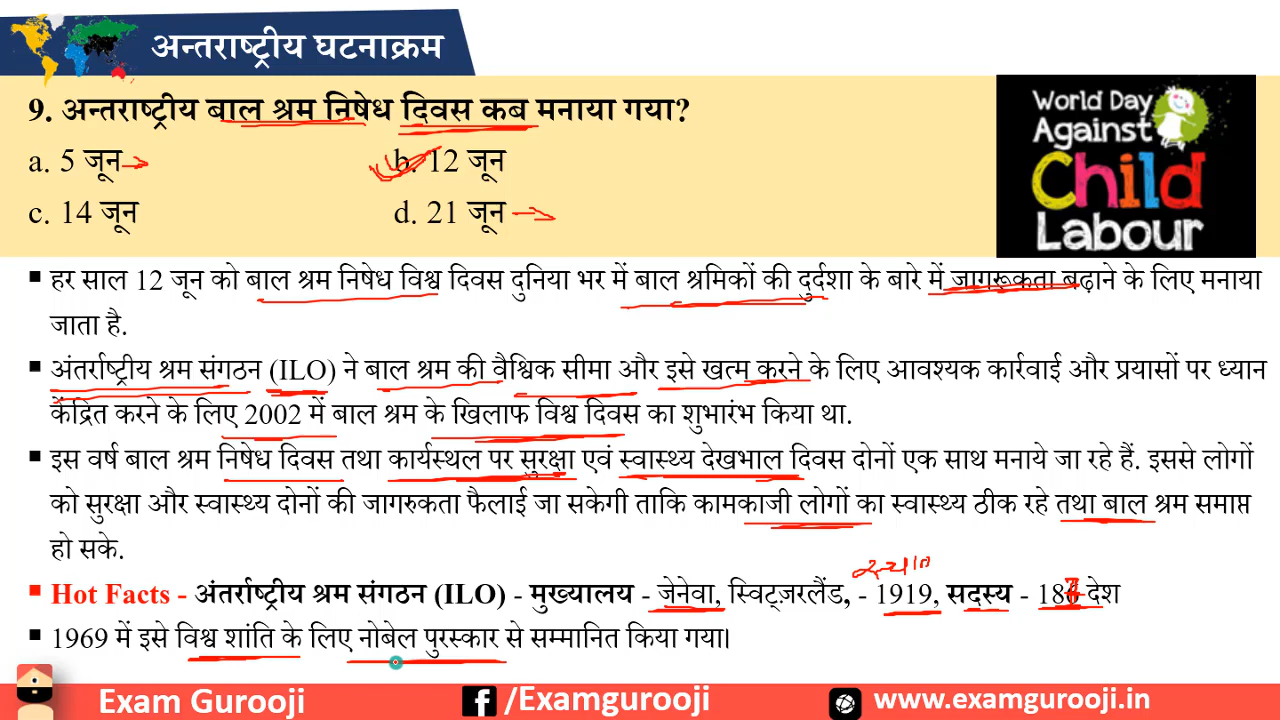 अन्तराष्ट्रीय घटनाक्रम
9. अन्तराष्ट्रीय बाल श्रम निषेध दिवस कब मनाया गया?
a. 5 जून
b. 12 जून
c. 14 जून
d. 21 जून
World Day
Against
Child
Labour
▪ हर साल 12 जून को बाल श्रम निषेध विश्व दिवस दुनिया भर में बाल श्रमिकों की दुर्दशा के बारे में जागरूकता बढ़ाने के लिए मनाया
जाता है.
▪ अंतर्राष्ट्रीय श्रम संगठन (ILO) ने बाल श्रम की वैश्विक सीमा और इसे खत्म करने के लिए आवश्यक कार्रवाई और प्रयासों पर ध्यान
केंद्रित करने के लिए 2002 में बाल श्रम के खिलाफ विश्व दिवस का शुभारंभ किया था.
▪ इस वर्ष बाल श्रम निषेध दिवस तथा कार्यस्थल पर सुरक्षा एवं स्वास्थ्य देखभाल दिवस दोनों एक साथ मनाये जा रहे हैं. इससे लोगों
को सुरक्षा और स्वास्थ्य दोनों की जागरुकता फैलाई जा सकेगी ताकि कामकाजी लोगों का स्वास्थ्य ठीक रहे तथा बाल श्रम समाप्त
हो सके.
▪ Hot Facts - अंतर्राष्ट्रीय श्रम संगठन (ILO) - मुख्यालय - जेनेवा, स्विट्ज़रलैंड, - 1919, सदस्य - 187 देश
▪ 1969 में इसे विश्व शांति के लिए नोबेल पुरस्कार से सम्मानित किया गया।
Exam Gurooji
/Examgurooji
www.examgurooji.in